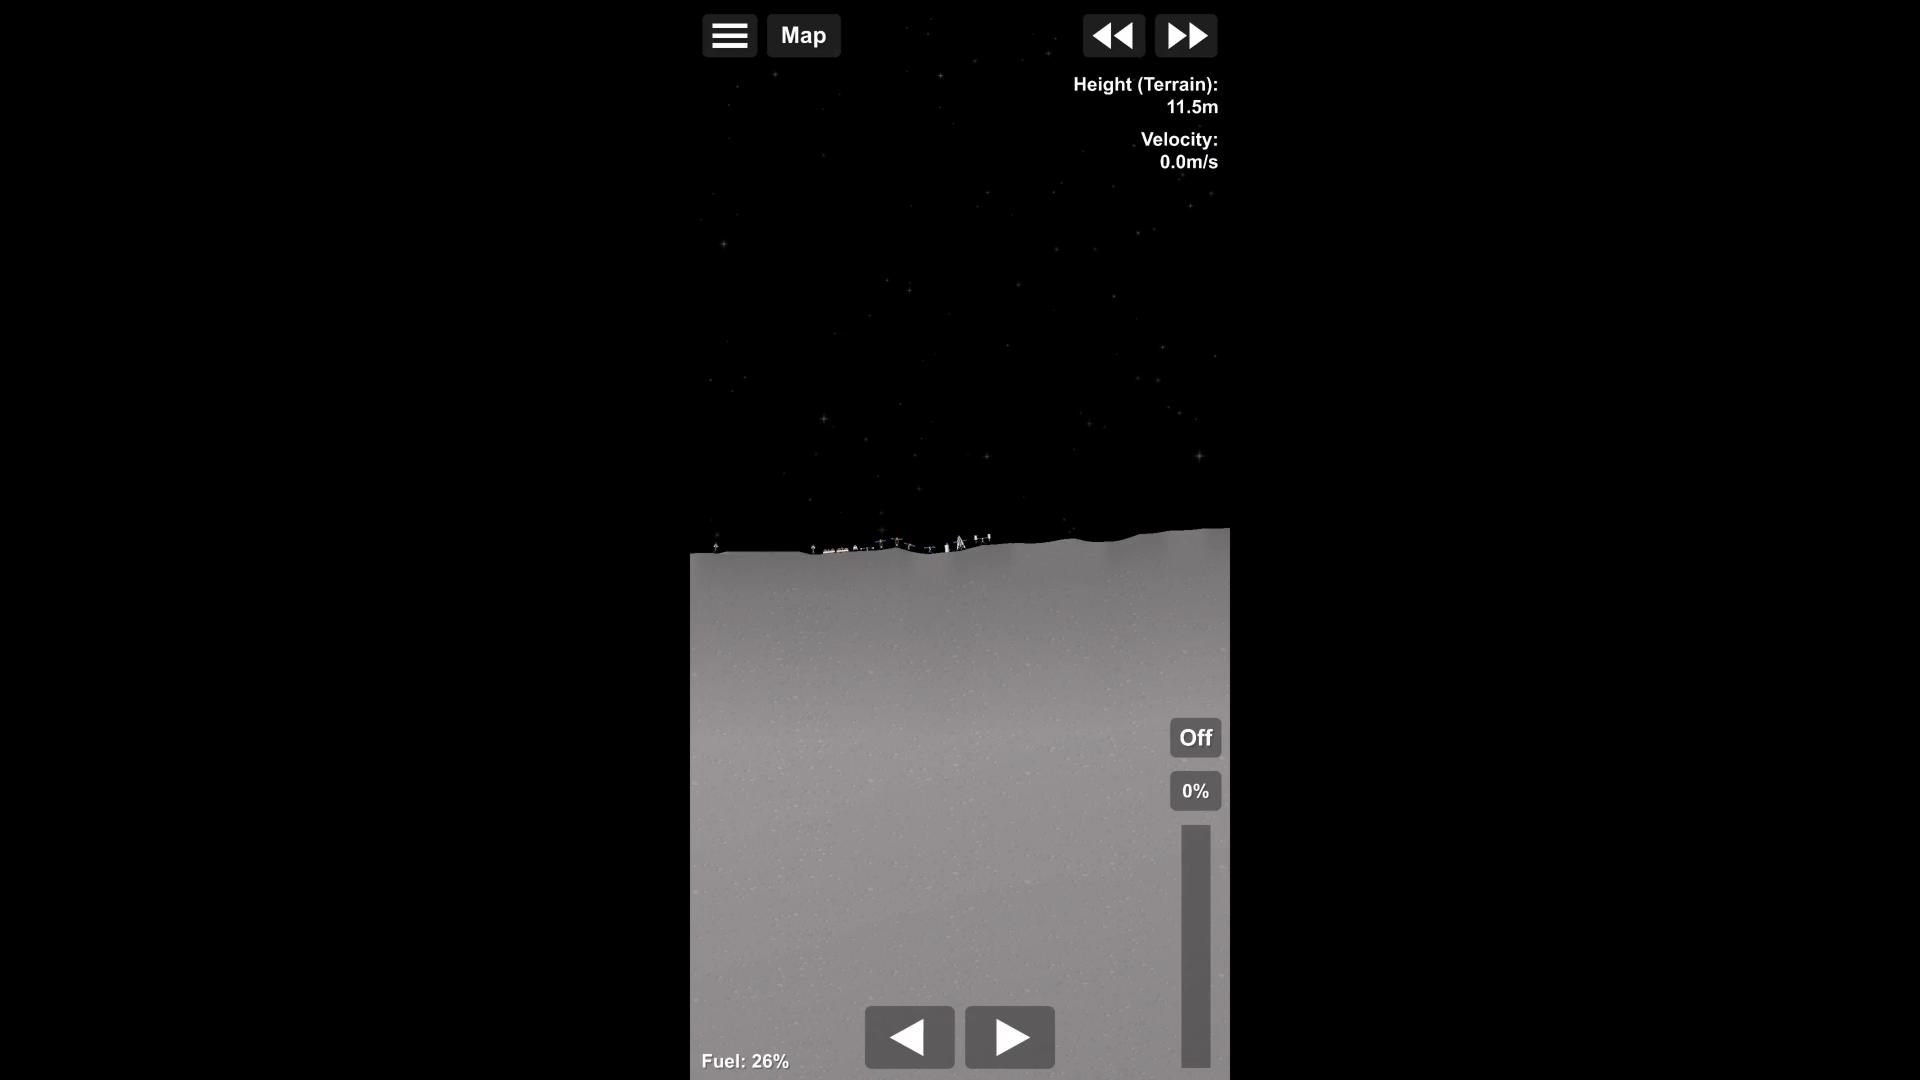 Map
Height (Terrain):
11.5m
Velocity:
0.0m/s
Off
0%
Fuel: 26%